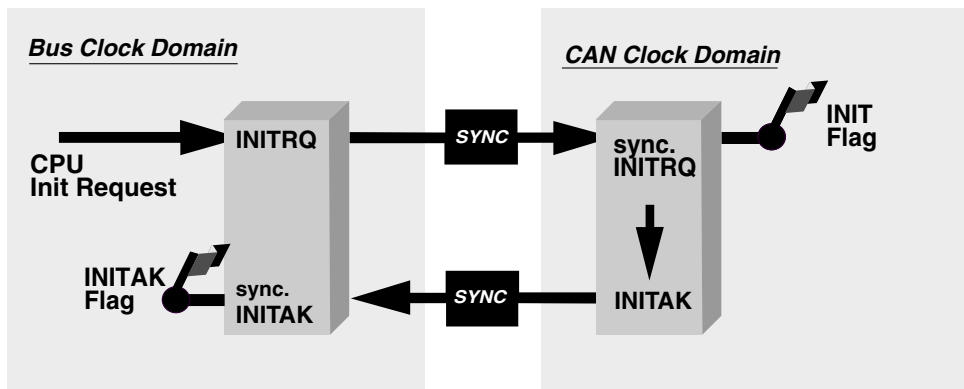 Bus Clock Domain
CAN Clock Domain
CPU
Init Request
INITRQ
SYNC
sync.
INITRQ
INIT
Flag
INITAK
Flag
sync.
INITAK
SYNC
INITAK